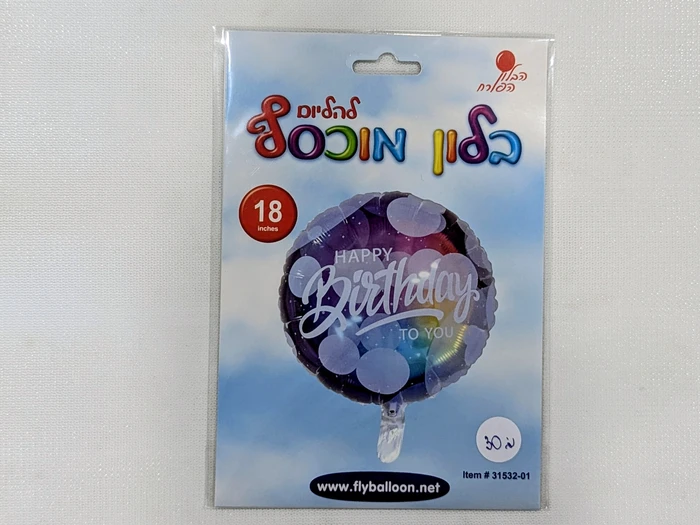 הבלון
הפורח
להליום
בלון מוכסף
18
inches
HAPPY
Birthday
TO YOU
30
www.flyballoon.net
Item # 31532-01